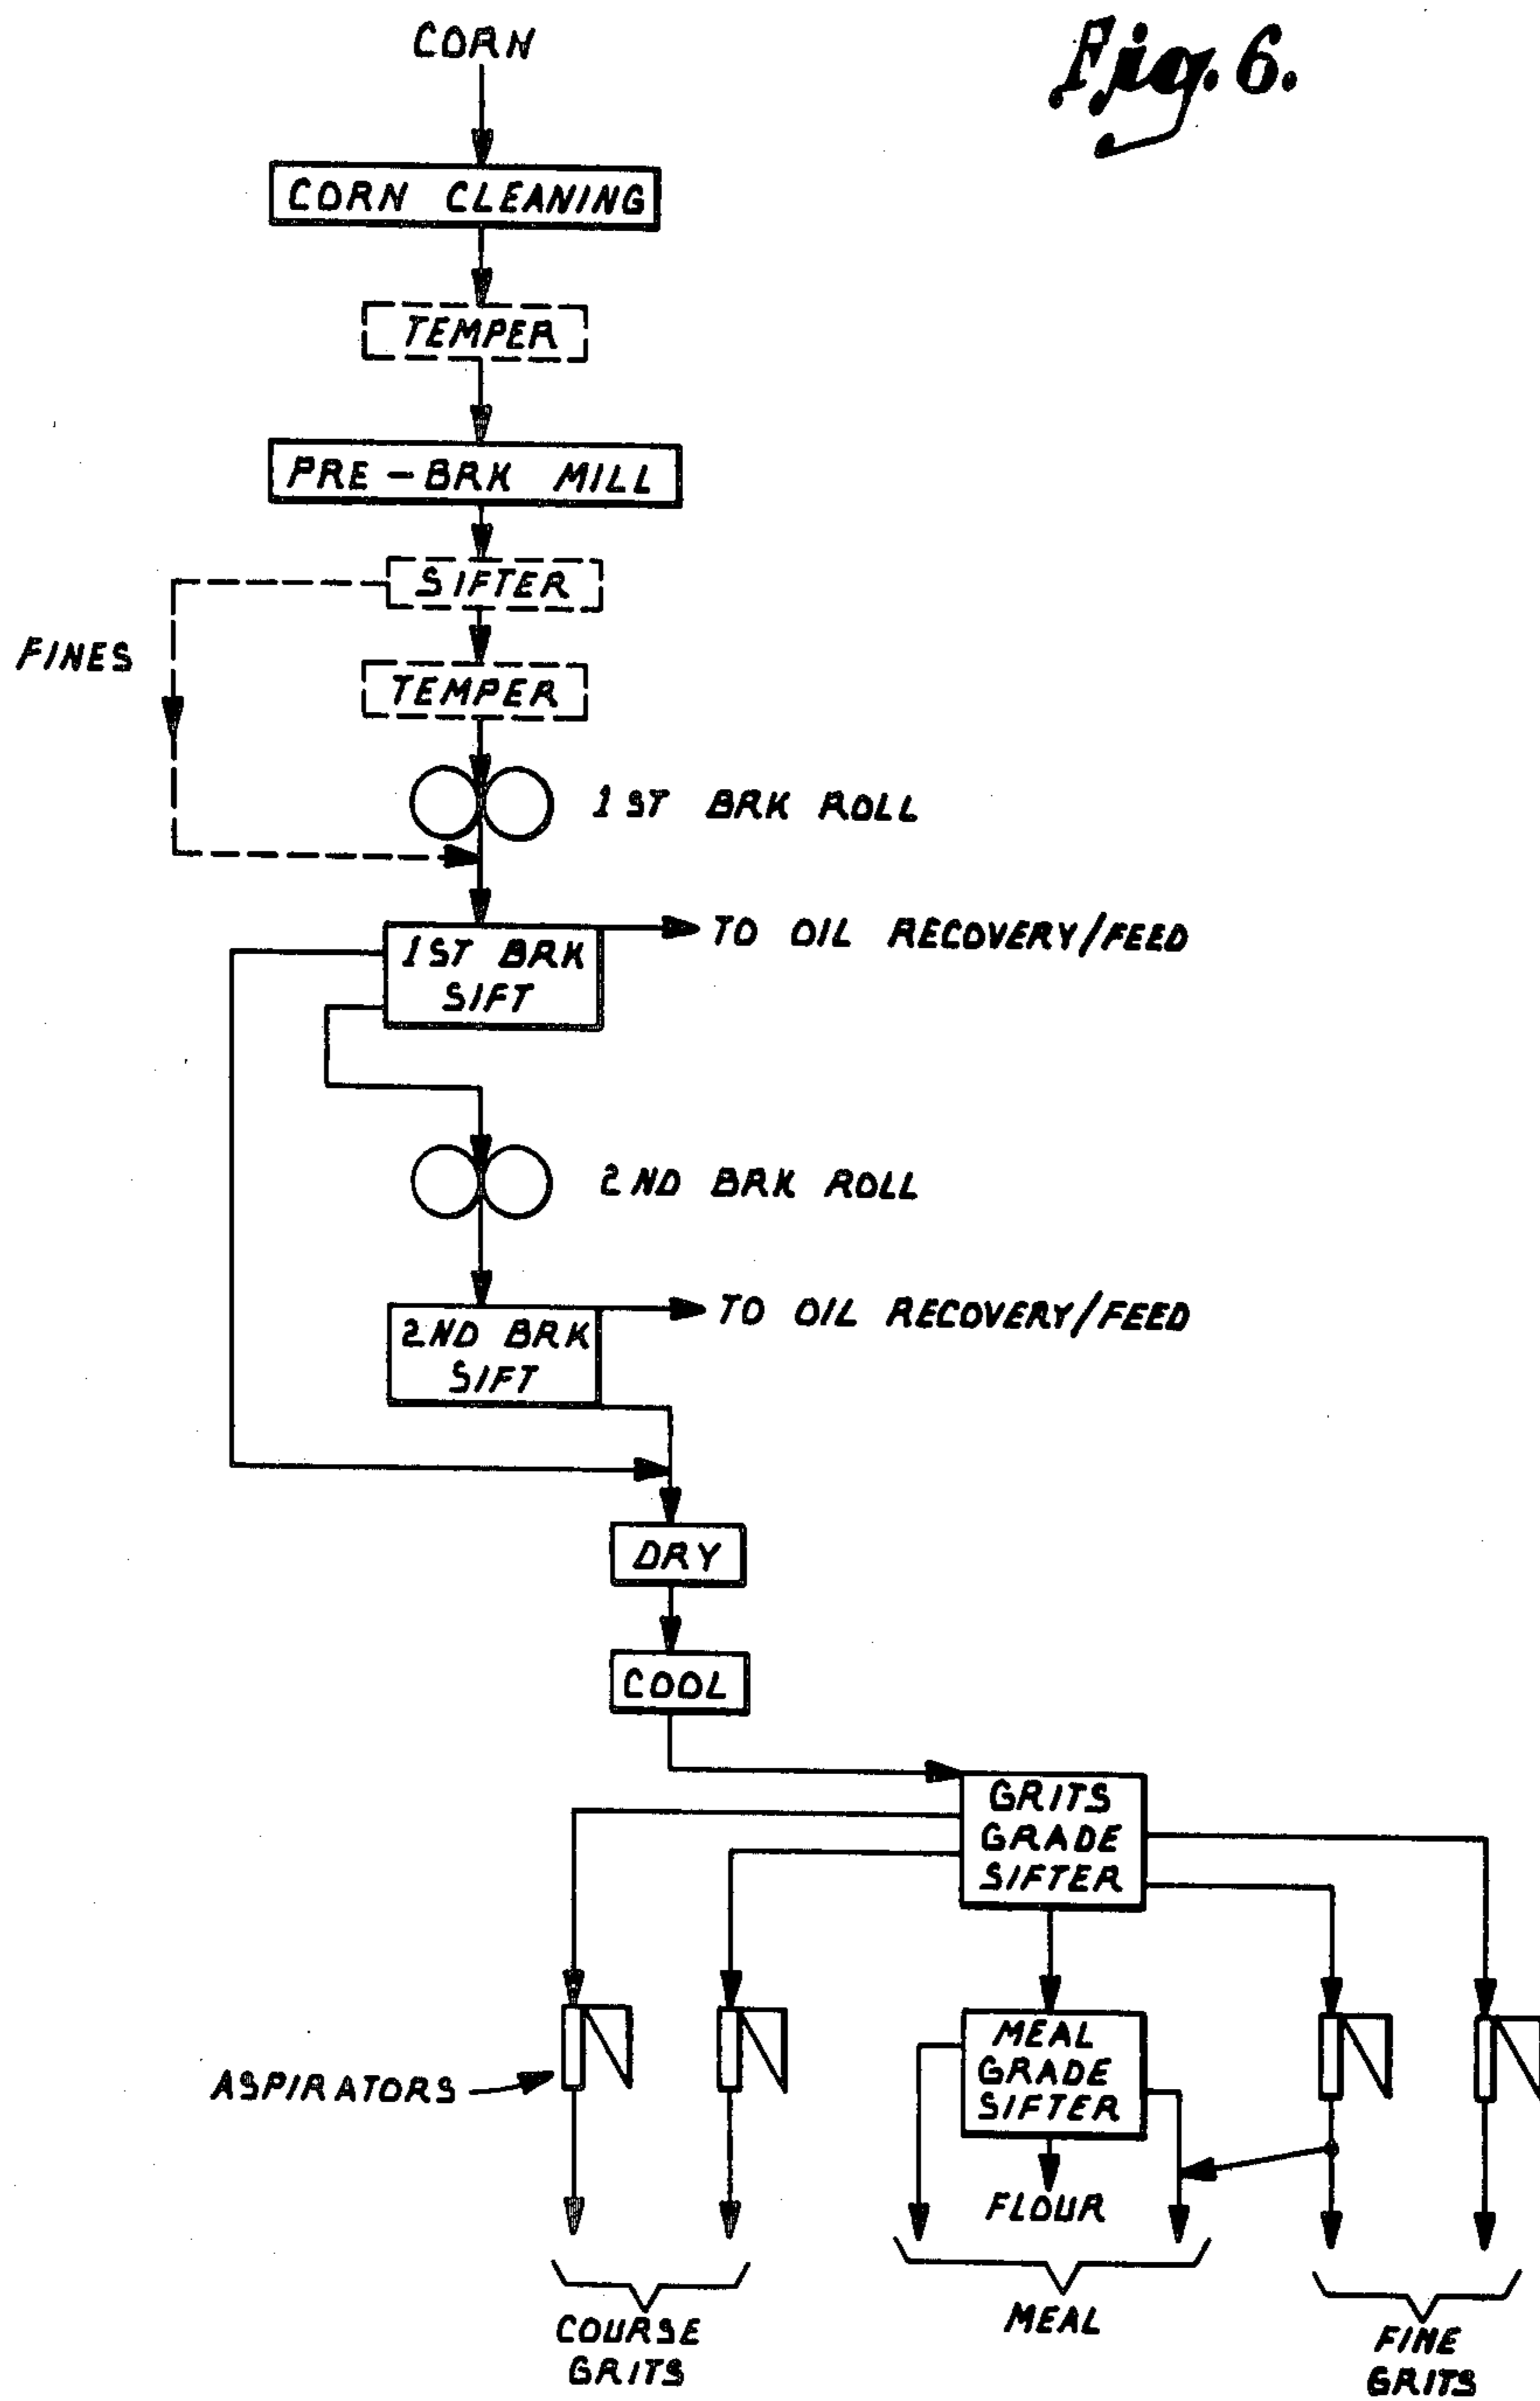 CORN
Fig. 6.
CORN CLEANING
TEMPER
PRE-BRK MILL
SIFTER
FINES
TEMPER
1ST BRK ROLL
TO OIL RECOVERY/FEED
1ST BRK
SIFT
2ND BRK ROLL
TO OIL RECOVERY/FEED
2ND BRK
SIFT
DRY
COOL
GRITS
GRADE
SIFTER
ASPIRATORS
MEAL
GRADE
SIFTER
FLOUR
COURSE
GRITS
MEAL
FINE
GRITS